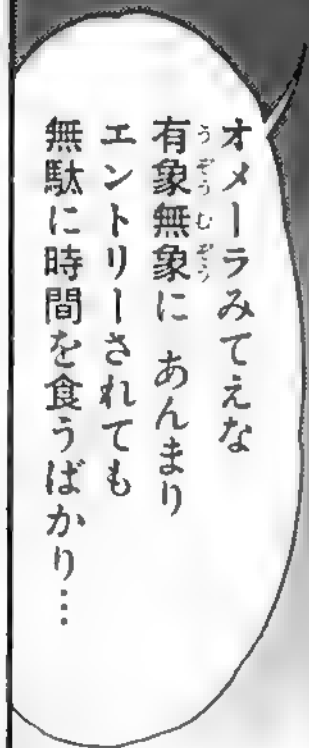 オメーラみてえな
有象無象に あんまり
エントリーされても
無駄に時間を食うばかり…